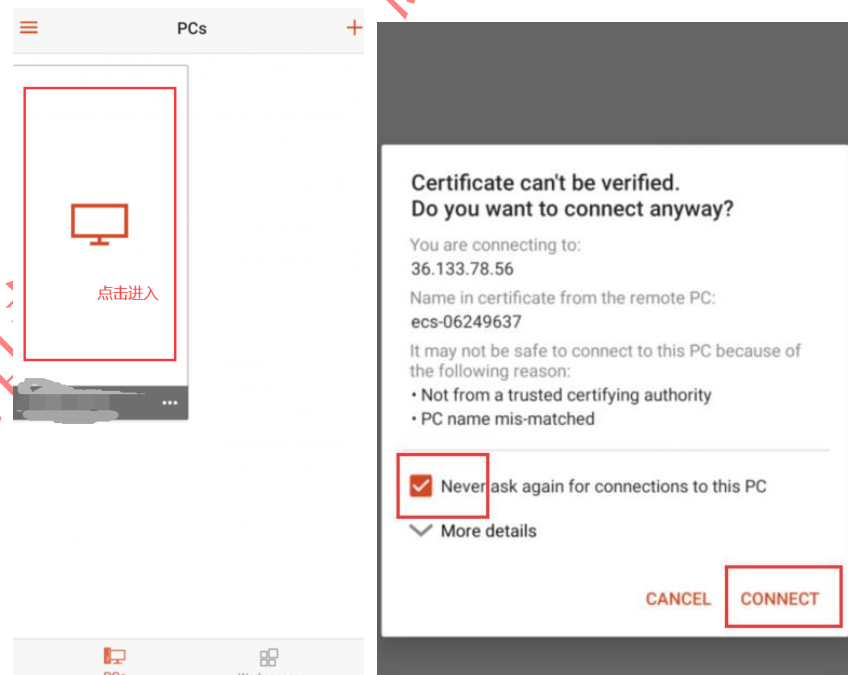 PCs
点击进入
Certificate can't be verified.
Do you want to connect anyway?
You are connecting to:
36.133.78.56
Name in certificate from the remote PC:
ecs-06249637
It may not be safe to connect to this PC because of
the following reason:
• Not from a trusted certifying authority
• PC name mis-matched
Never ask again for connections to this PC
More details
CANCEL CONNECT